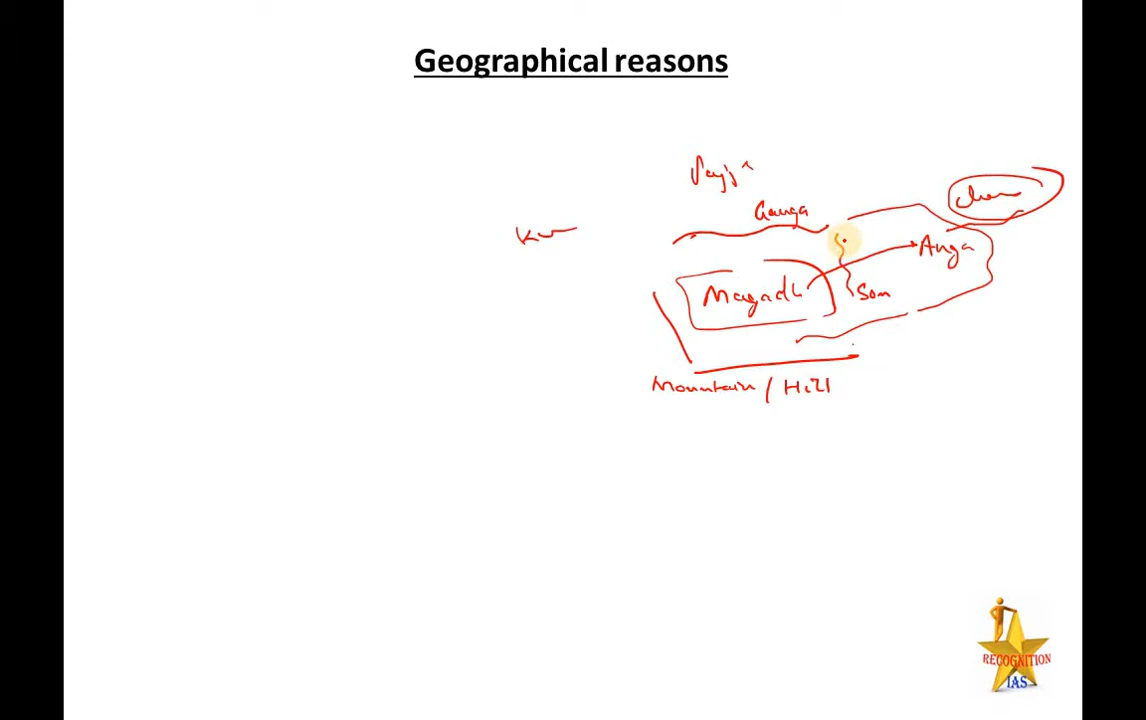 Geographical reasons
Vajji
Ganga
Anga
Magadh
Son
Mountain / Hill
RECOGNITION
IAS